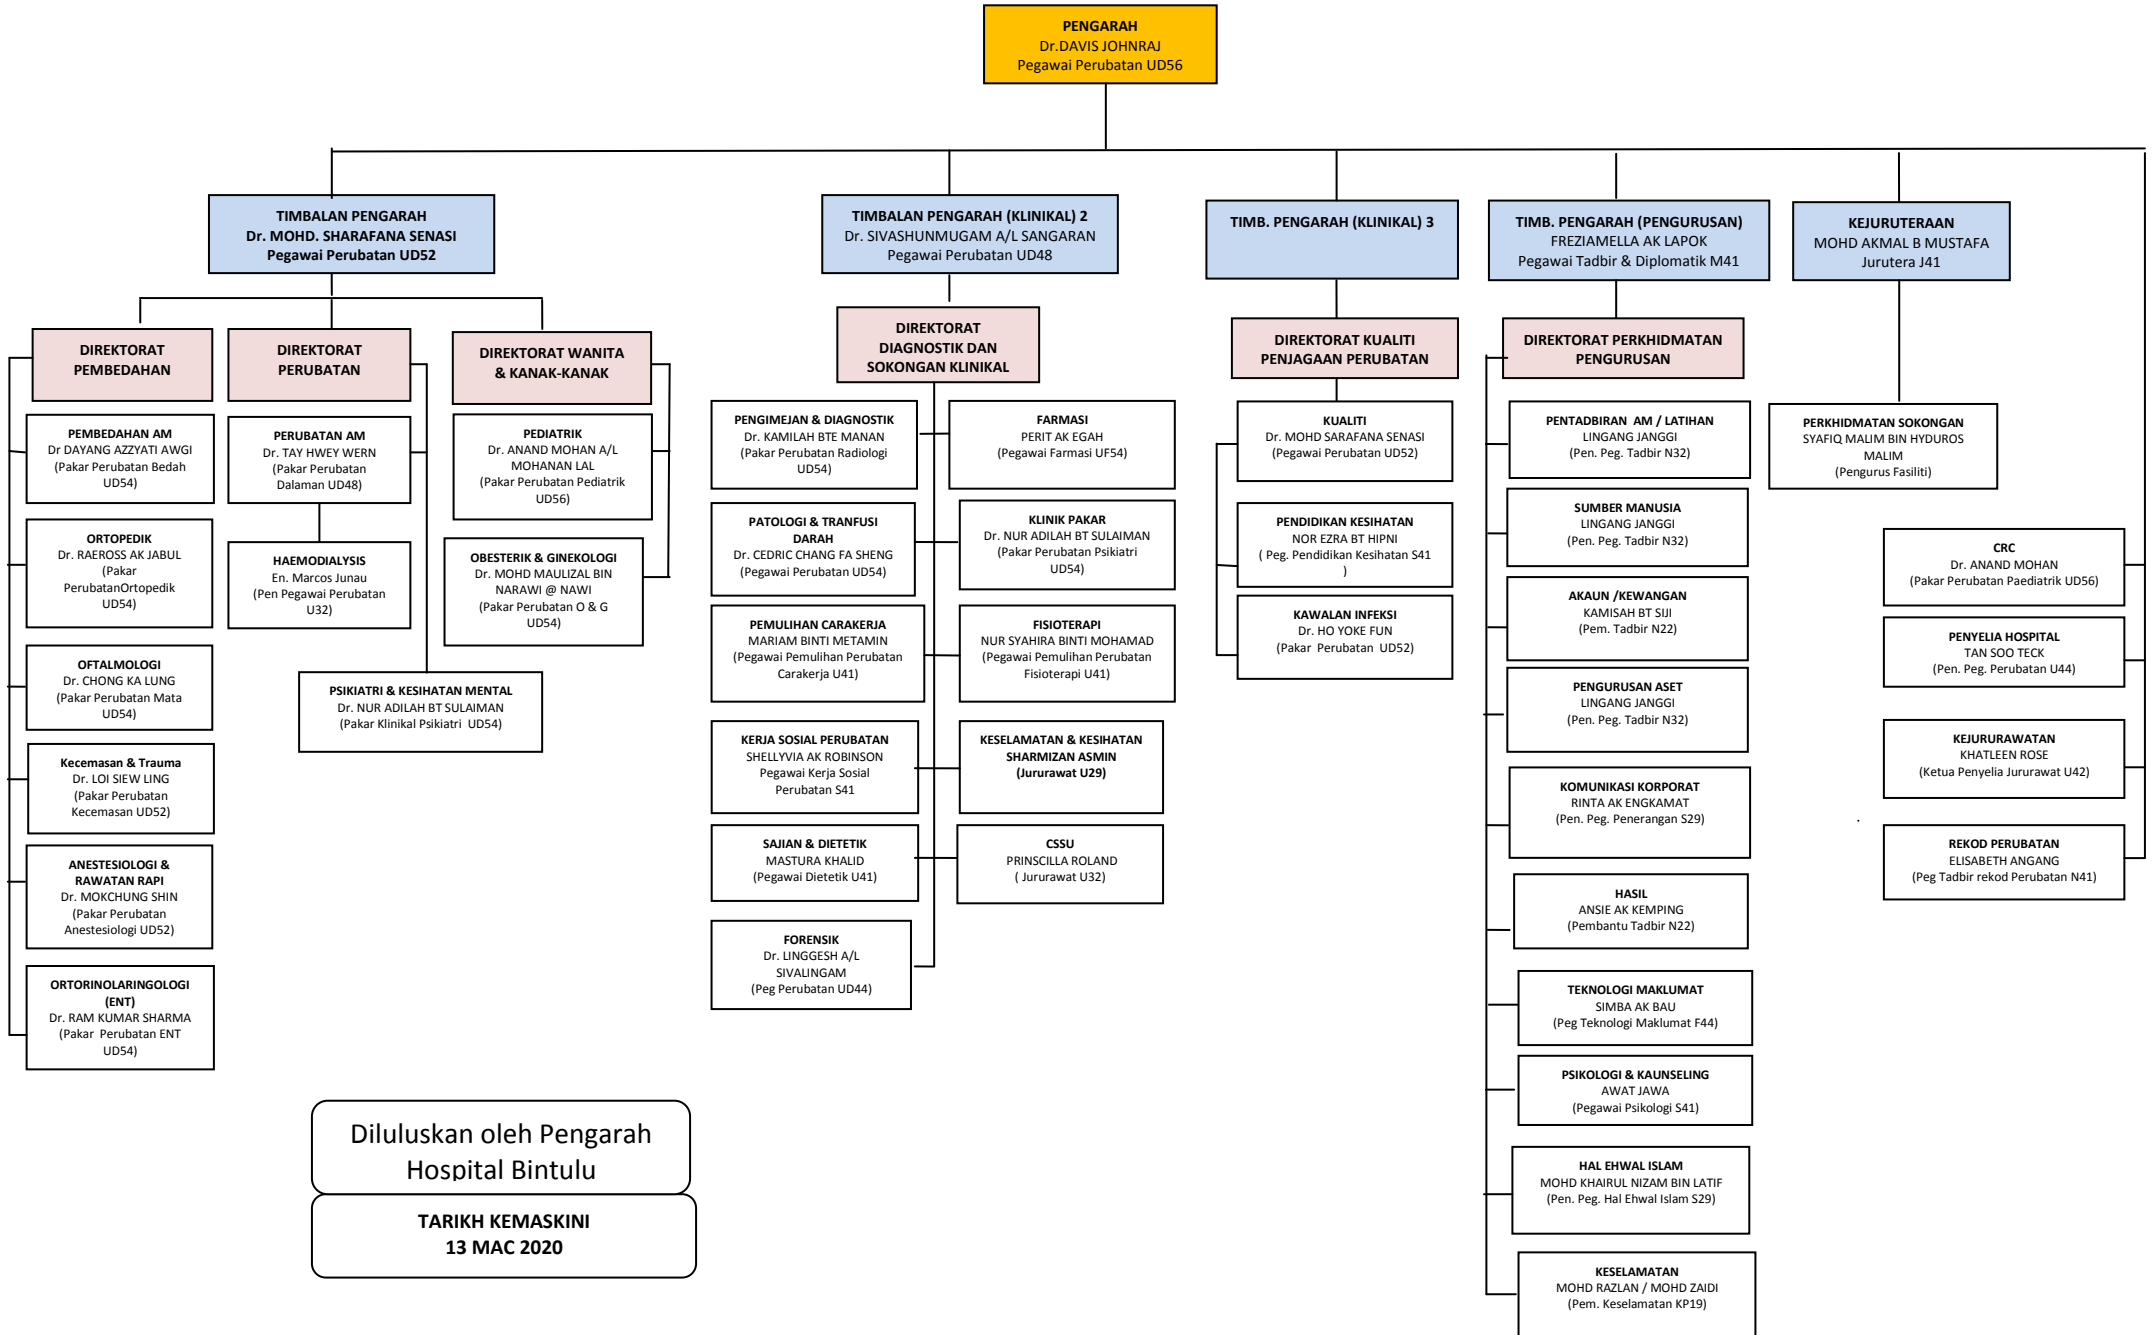 PENGARAH
Dr.DAVIS JOHNRAJ
Pegawai Perubatan UD56
TIMBALAN PENGARAH
Dr. MOHD. SHARAFANA SENASI
Pegawai Perubatan UD52
TIMBALAN PENGARAH (KLINIKAL) 2
Dr. SIVASHUNMUGAM A/L SANGARAN
Pegawai Perubatan UD48
TIMB. PENGARAH (KLINIKAL) 3
TIMB. PENGARAH (PENGURUSAN)
FREZIAMELLA AK LAPOK
Pegawai Tadbir & Diplomatik M41
KEJURUTERAAN
MOHD AKMAL B MUSTAFA
Jurutera J41
DIREKTORAT
PEMBEDAHAN
DIREKTORAT
PERUBATAN
DIREKTORAT WANITA
& KANAK-KANAK
DIREKTORAT
DIAGNOSTIK DAN
SOKONGAN KLINIKAL
DIREKTORAT KUALITI
PENJAGAAN PERUBATAN
DIREKTORAT PERKHIDMATAN
PENGURUSAN
PEMBEDAHAN AM
Dr DAYANG AZZYATI AWGI
(Pakar Perubatan Bedah
UD54)
ORTOPEDIK
Dr. RAEROSS AK JABUL
(Pakar
PerubatanOrtopedik
UD54)
OFTALMOLOGI
Dr. CHONG KA LUNG
(Pakar Perubatan Mata
UD54)
Kecemasan & Trauma
Dr. LOI SIEW LING
(Pakar Perubatan
Kecemasan UD52)
ANESTESIOLOGI &
RAWATAN RAPI
Dr. MOKCHUNG SHIN
(Pakar Perubatan
Anestesiologi UD52)
ORTORINOLARINGOLOGI
(ENT)
Dr. RAM KUMAR SHARMA
(Pakar Perubatan ENT
UD54)
PERUBATAN AM
Dr. TAY HWEY WERN
(Pakar Perubatan
Dalaman UD48)
HAEMODIALYSIS
En. Marcos Junau
(Pen Pegawai Perubatan
U32)
PSIKIATRI & KESIHATAN MENTAL
Dr. NUR ADILAH BT SULAIMAN
(Pakar Klinikal Psikiatri UD54)
PEDIATRIK
Dr. ANAND MOHAN A/L
MOHANAN LAL
(Pakar Perubatan Pediatrik
UD56)
OBESTERIK & GINEKOLOGI
Dr. MOHD MAULIZAL BIN
NARAWI @ NAWI
(Pakar Perubatan O & G
UD54)
PENGIMEJAN & DIAGNOSTIK
Dr. KAMILAH BTE MANAN
(Pakar Perubatan Radiologi
UD54)
FARMASI
PERIT AK EGAH
(Pegawai Farmasi UF54)
PATOLOGI & TRANFUSI
DARAH
Dr. CEDRIC CHANG FA SHENG
(Pegawai Perubatan UD54)
KLINIK PAKAR
Dr. NUR ADILAH BT SULAIMAN
(Pakar Perubatan Psikiatri
UD54)
PEMULIHAN CARAKERJA
MARIAM BINTI METAMIN
(Pegawai Pemulihan Perubatan
Carakerja U41)
FISIOTERAPI
NUR SYAHIRA BINTI MOHAMAD
(Pegawai Pemulihan Perubatan
Fisioterapi U41)
KERJA SOSIAL PERUBATAN
SHELLYVIA AK ROBINSON
Pegawai Kerja Sosial
Perubatan S41
KESELAMATAN & KESIHATAN
SHARMIZAN ASMIN
(Jururawat U29)
SAJIAN & DIETETIK
MASTURA KHALID
(Pegawai Dietetik U41)
CSSU
PRINSCILLA ROLAND
( Jururawat U32)
FORENSIK
Dr. LINGGESH A/L
SIVALINGAM
(Peg Perubatan UD44)
KUALITI
Dr. MOHD SARAFANA SENASI
(Pegawai Perubatan UD52)
PENDIDIKAN KESIHATAN
NOR EZRA BT HIPNI
( Peg. Pendidikan Kesihatan S41
)
KAWALAN INFEKSI
Dr. HO YOKE FUN
(Pakar Perubatan UD52)
PENTADBIRAN AM / LATIHAN
LINGANG JANGGI
(Pen. Peg. Tadbir N32)
SUMBER MANUSIA
LINGANG JANGGI
(Pen. Peg. Tadbir N32)
AKAUN /KEWANGAN
KAMISAH BT SIJI
(Pem. Tadbir N22)
PENGURUSAN ASET
LINGANG JANGGI
(Pen. Peg. Tadbir N32)
KOMUNIKASI KORPORAT
RINTA AK ENGKAMAT
(Pen. Peg. Penerangan S29)
HASIL
ANSIE AK KEMPING
(Pembantu Tadbir N22)
TEKNOLOGI MAKLUMAT
SIMBA AK BAU
(Peg Teknologi Maklumat F44)
PSIKOLOGI & KAUNSELING
AWAT JAWA
(Pegawai Psikologi S41)
HAL EHWAL ISLAM
MOHD KHAIRUL NIZAM BIN LATIF
(Pen. Peg. Hal Ehwal Islam S29)
KESELAMATAN
MOHD RAZLAN / MOHD ZAIDI
(Pem. Keselamatan KP19)
PERKHIDMATAN SOKONGAN
SYAFIQ MALIM BIN HYDUROS
MALIM
(Pengurus Fasiliti)
CRC
Dr. ANAND MOHAN
(Pakar Perubatan Paediatrik UD56)
PENYELIA HOSPITAL
TAN SOO TECK
(Pen. Peg. Perubatan U44)
KEJURURAWATAN
KHATLEEN ROSE
(Ketua Penyelia Jururawat U42)
.
REKOD PERUBATAN
ELISABETH ANGANG
(Peg Tadbir rekod Perubatan N41)
Diluluskan oleh Pengarah
Hospital Bintulu
TARIKH KEMASKINI
13 MAC 2020